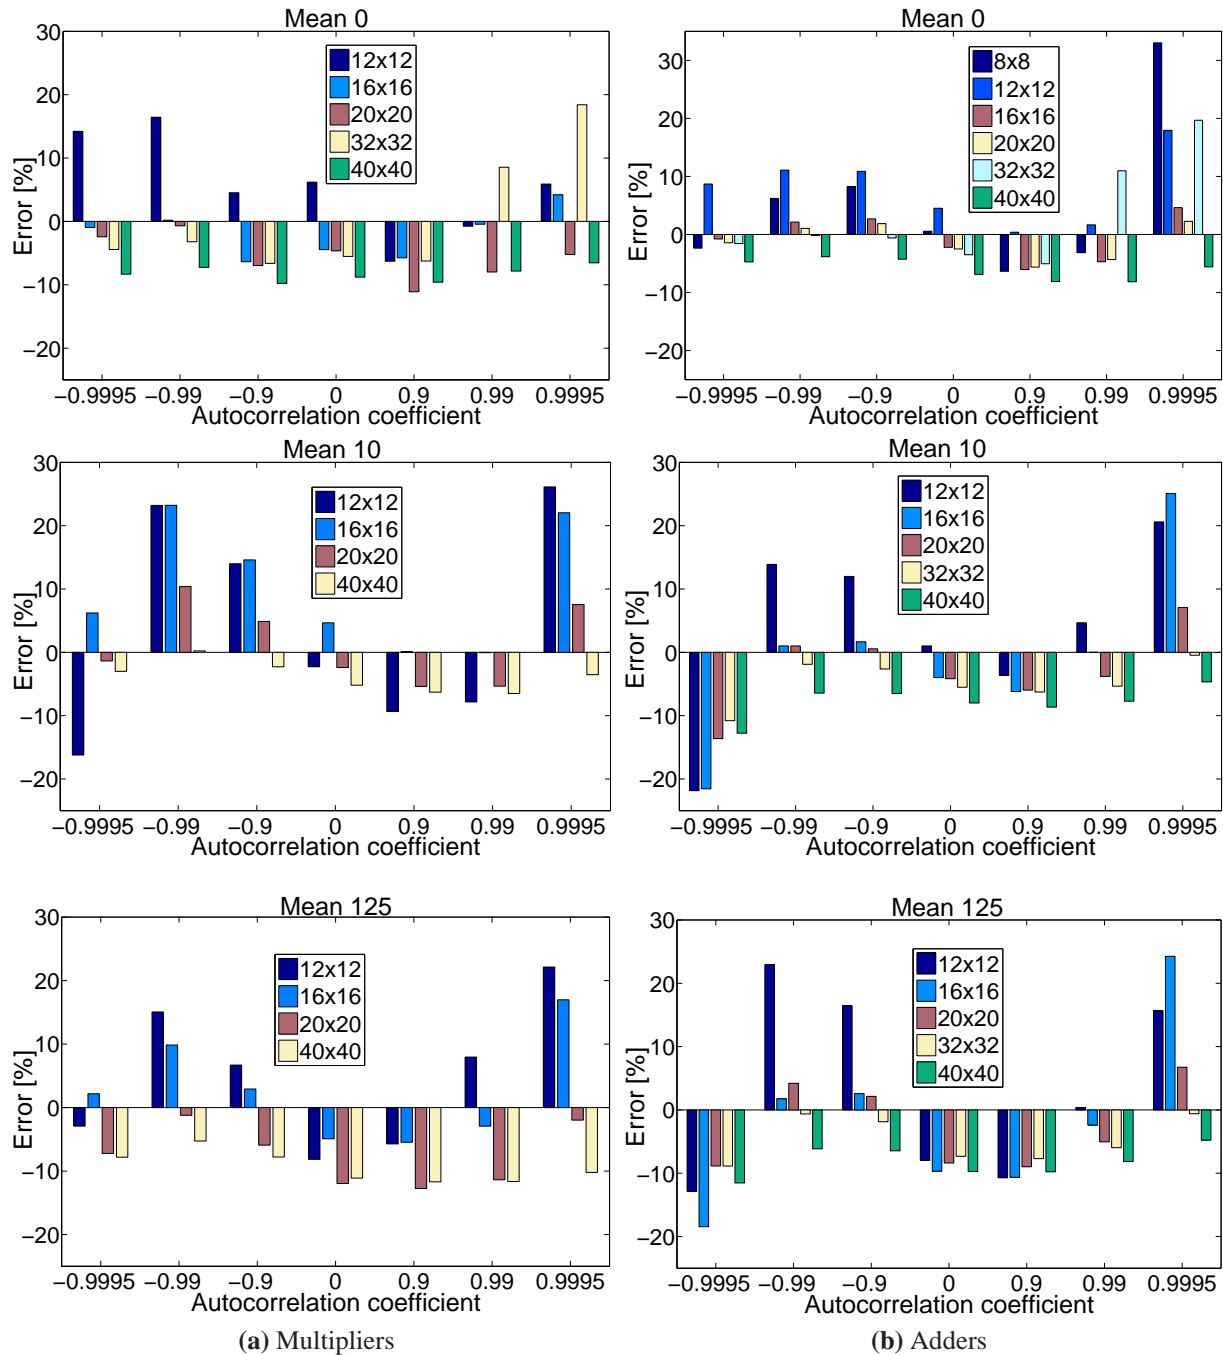 Mean 0
30
20
10
0
−10
−20
Error [%]
12x12
16x16
20x20
32x32
40x40
−0.9995 −0.99 −0.9 0 0.9 0.99 0.9995
Autocorrelation coefficient
Mean 0
30
20
10
0
−10
−20
Error [%]
8x8
12x12
16x16
20x20
32x32
40x40
−0.9995 −0.99 −0.9 0 0.9 0.99 0.9995
Autocorrelation coefficient
Mean 10
30
20
10
0
−10
−20
Error [%]
12x12
16x16
20x20
40x40
−0.9995 −0.99 −0.9 0 0.9 0.99 0.9995
Autocorrelation coefficient
Mean 10
30
20
10
0
−10
−20
Error [%]
12x12
16x16
20x20
32x32
40x40
−0.9995 −0.99 −0.9 0 0.9 0.99 0.9995
Autocorrelation coefficient
Mean 125
30
20
10
0
−10
−20
Error [%]
12x12
16x16
20x20
40x40
−0.9995 −0.99 −0.9 0 0.9 0.99 0.9995
Autocorrelation coefficient
Mean 125
30
20
10
0
−10
−20
Error [%]
12x12
16x16
20x20
32x32
40x40
−0.9995 −0.99 −0.9 0 0.9 0.99 0.9995
Autocorrelation coefficient
(a) Multipliers
(b) Adders